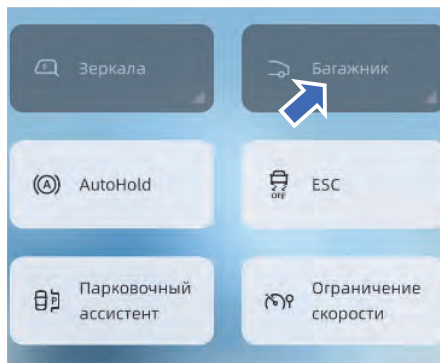 Зеркала
Багажник
(A)
AutoHold
OFF
ESC
P
Парковочный
ассистент
Ограничение
скорости